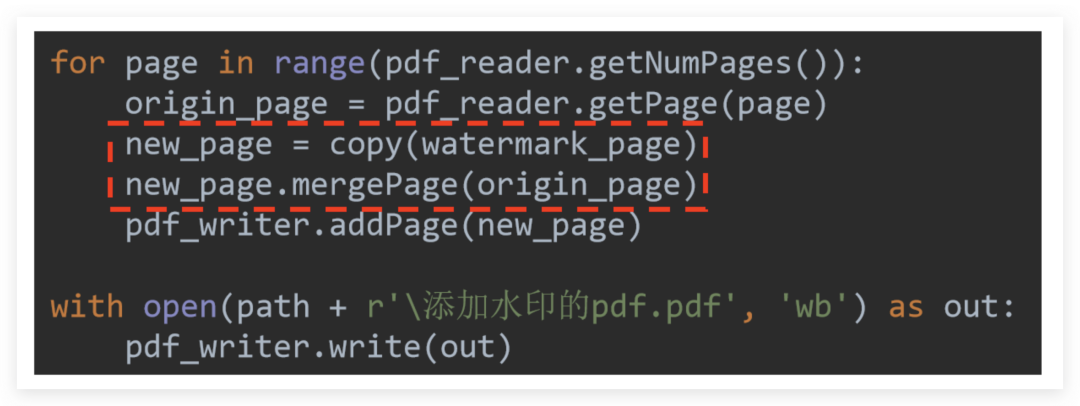 for page in range(pdf_reader.getNumPages()):
    origin_page = pdf_reader.getPage(page)
    new_page = copy(watermark_page)
    new_page.mergePage(origin_page)
    pdf_writer.addPage(new_page)

with open(path + r'\添加水印的pdf.pdf', 'wb') as out:
    pdf_writer.write(out)